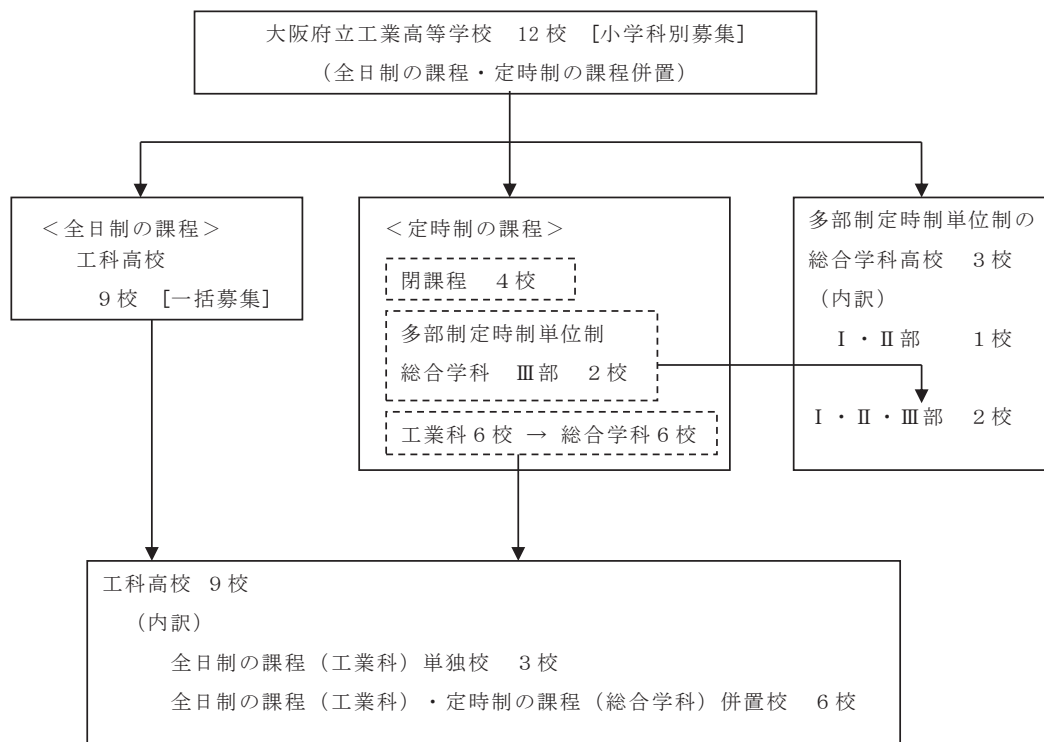 大阪府立工業高等学校 12校 [小学科別募集]
(全日制の課程・定時制の課程併置)
<全日制の課程>
工科高校
9校 [一括募集]
<定時制の課程>
閉課程 4校
多部制定時制単位制
総合学科 Ⅲ部 2校
工業科6校 → 総合学科6校
多部制定時制単位制の
総合学科高校 3校
(内訳)
Ⅰ・Ⅱ部 1校
Ⅰ・Ⅱ・Ⅲ部 2校
工科高校 9校
(内訳)
全日制の課程(工業科)単独校 3校
全日制の課程(工業科)・定時制の課程(総合学科)併置校 6校